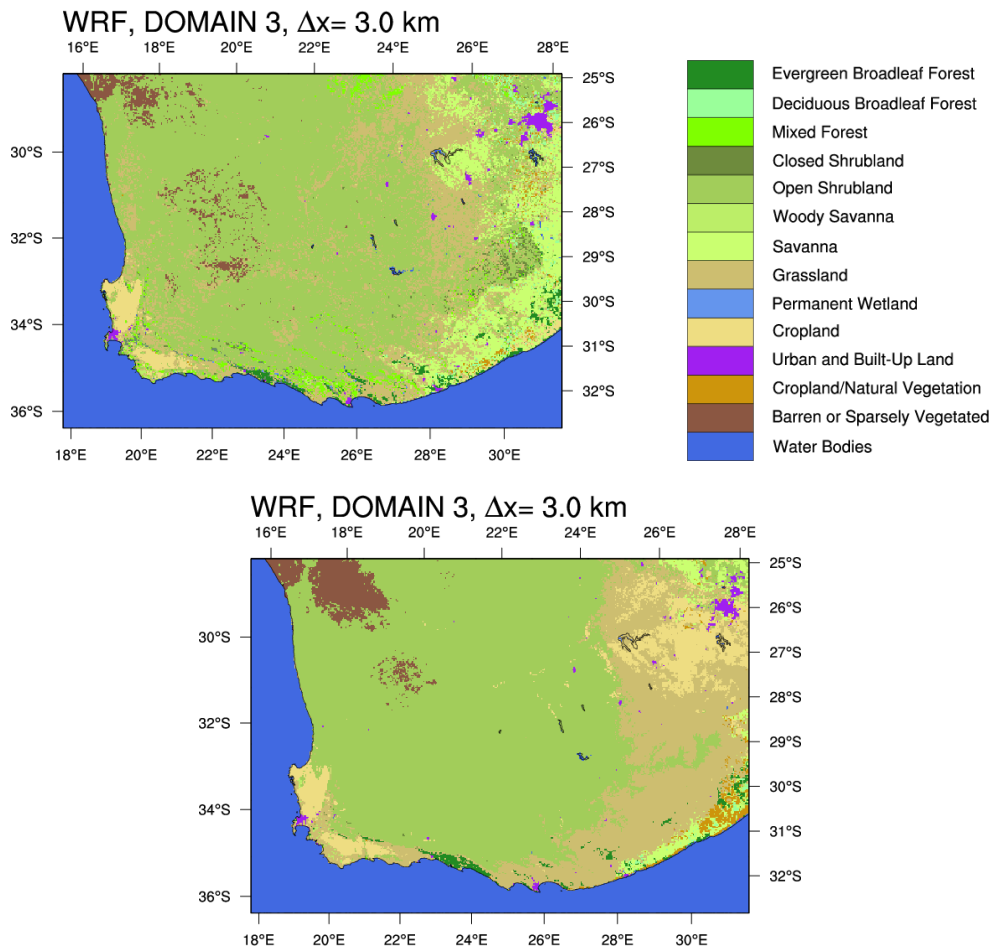 WRF, DOMAIN 3, Δx= 3.0 km
16°E 18°E 20°E 22°E 24°E 26°E 28°E
25°S
26°S
30°S
27°S
28°S
32°S
29°S
30°S
34°S
31°S
32°S
36°S
18°E 20°E 22°E 24°E 26°E 28°E 30°E
Evergreen Broadleaf Forest
Deciduous Broadleaf Forest
Mixed Forest
Closed Shrubland
Open Shrubland
Woody Savanna
Savanna
Grassland
Permanent Wetland
Cropland
Urban and Built-Up Land
Cropland/Natural Vegetation
Barren or Sparsely Vegetated
Water Bodies
WRF, DOMAIN 3, Δx= 3.0 km
16°E 18°E 20°E 22°E 24°E 26°E 28°E
25°S
26°S
30°S
27°S
28°S
32°S
29°S
30°S
34°S
31°S
32°S
36°S
18°E 20°E 22°E 24°E 26°E 28°E 30°E